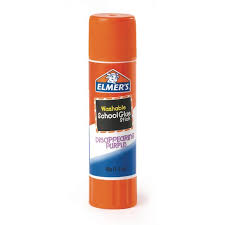 ELMER'S
Washable
School Glue
Stick
DISAPPEARING
PURPLE